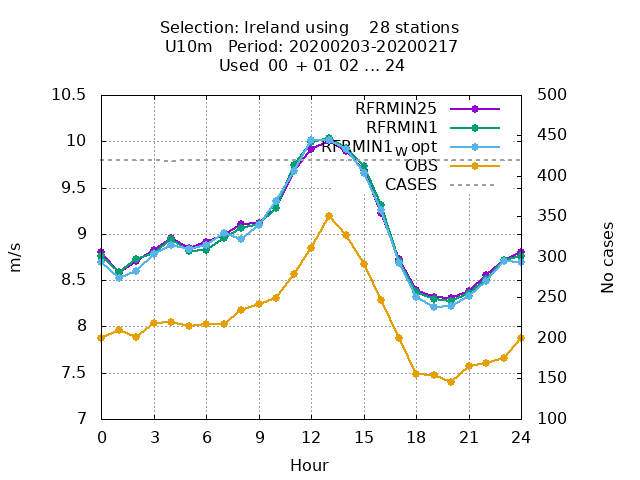 Selection: Ireland using    28 stations
U10m   Period: 20200203-20200217
Used  00  + 01 02 ... 24
10.5
10
9.5
9
8.5
8
7.5
7
500
450
400
350
300
250
200
150
100
RFRMIN25
RFRMIN1
RFRMIN1w opt
OBS
CASES
m/s
No cases
0 3 6 9 12 15 18 21 24
Hour